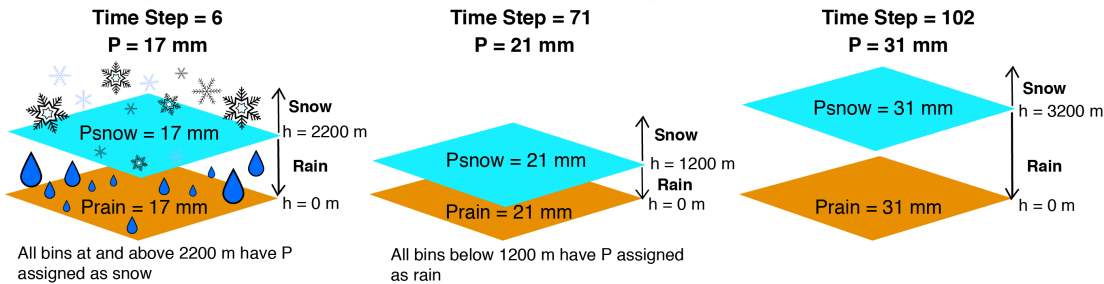 Time Step = 6
P = 17 mm
Snow
Psnow = 17 mm
h = 2200 m
Rain
Prain = 17 mm
h = 0 m
All bins at and above 2200 m have P
assigned as snow
Time Step = 71
P = 21 mm
Snow
Psnow = 21 mm
h = 1200 m
Rain
Prain = 21 mm
h = 0 m
All bins below 1200 m have P assigned
as rain
Time Step = 102
P = 31 mm
Snow
Psnow = 31 mm
h = 3200 m
Rain
Prain = 31 mm
h = 0 m